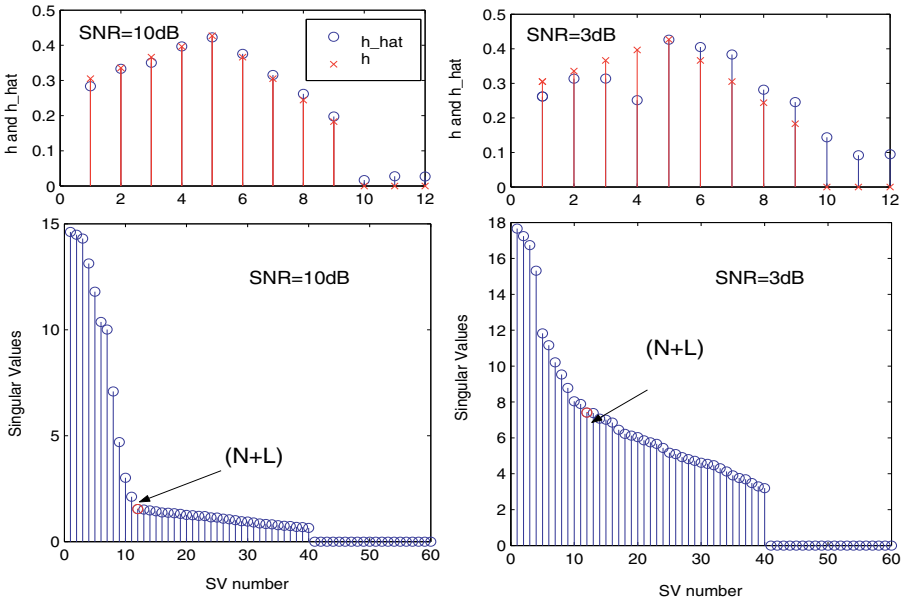 SNR=10dB
h_hat
h
h and h_hat
0.5
0.4
0.3
0.2
0.1
0
0 2 4 6 8 10 12
SNR=3dB
h and h_hat
0.5
0.4
0.3
0.2
0.1
0
0 2 4 6 8 10 12
SNR=10dB
(N+L)
Singular Values
15
10
5
0
0 10 20 30 40 50 60
SV number
SNR=3dB
(N+L)
Singular Values
18
16
14
12
10
8
6
4
2
0
0 10 20 30 40 50 60
SV number